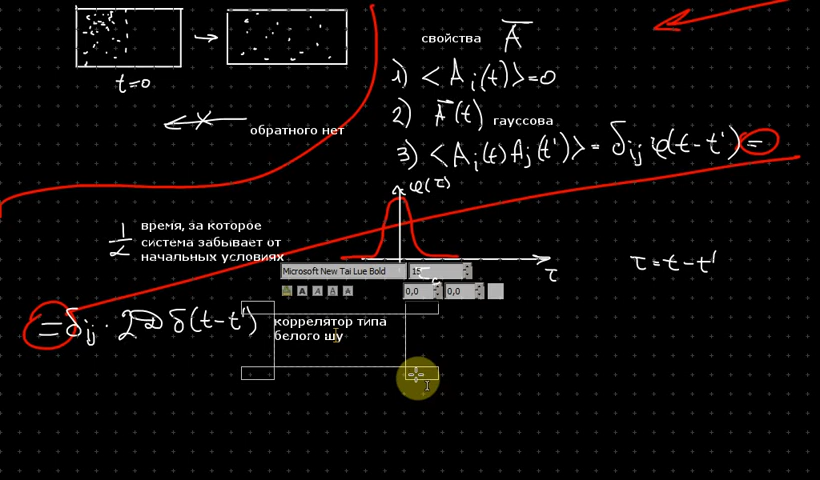 t=0
обратного нет
свойства A̅
1) <A_i(t)>=0
2) A̅(t) гауссова
3) <A_i(t)A_j(t')>= δ_ij φ(t-t')=
φ(τ)
τ
τ=t-t'
1/2 время, за которое
система забывает от
начальных условиях
Microsoft New Tai Lue Bold 15
A A A A A 0,0 0,0
=δ_ij · 2D δ(t-t')
коррелятор типа
белого шу